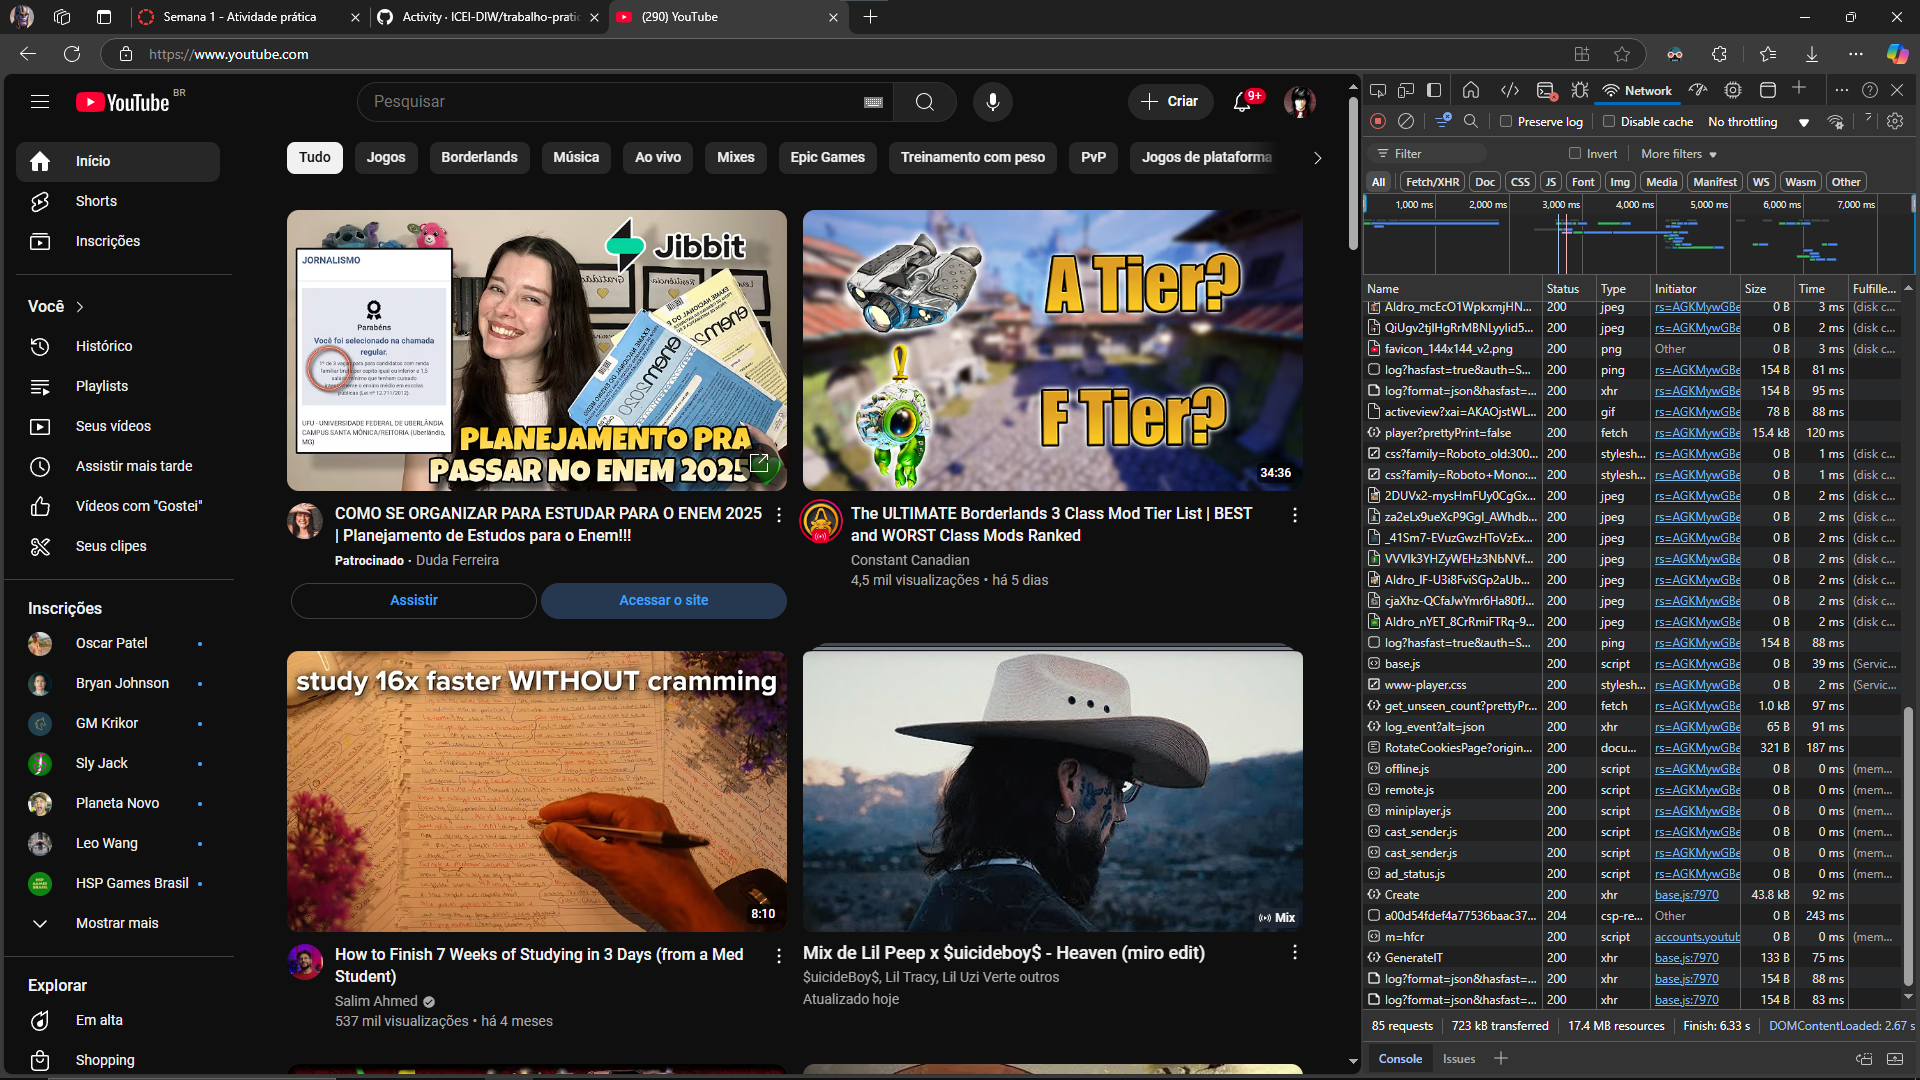 Semana 1 - Atividade prática
Activity · ICEI-DIW/trabalho-prati
(290) YouTube
https://www.youtube.com
YouTube BR
Pesquisar
Criar
9+
Início
Shorts
Inscrições
Você
Histórico
Playlists
Seus vídeos
Assistir mais tarde
Vídeos com "Gostei"
Seus clipes
Inscrições
Oscar Patel
Bryan Johnson
GM Krikor
Sly Jack
Planeta Novo
Leo Wang
HSP Games Brasil
Mostrar mais
Explorar
Em alta
Shopping
Tudo
Jogos
Borderlands
Música
Ao vivo
Mixes
Epic Games
Treinamento com peso
PvP
Jogos de plataforma
JORNALISMO
Parabéns
Você foi selecionado na chamada
regular.
UFU - UNIVERSIDADE FEDERAL DE UBERLÂNDIA
CAMPUS SANTA MÔNICA/REITORIA (Uberlândia,
MG)
Jibbit
Gratidão
enem2020
PLANEJAMENTO PRA
PASSAR NO ENEM 2025
COMO SE ORGANIZAR PARA ESTUDAR PARA O ENEM 2025
| Planejamento de Estudos para o Enem!!!
Patrocinado · Duda Ferreira
Assistir
Acessar o site
A Tier?
F Tier?
34:36
The ULTIMATE Borderlands 3 Class Mod Tier List | BEST
and WORST Class Mods Ranked
Constant Canadian
4,5 mil visualizações • há 5 dias
study 16x faster WITHOUT cramming
8:10
How to Finish 7 Weeks of Studying in 3 Days (from a Med
Student)
Salim Ahmed
537 mil visualizações • há 4 meses
Mix
Mix de Lil Peep x $uicideboy$ - Heaven (miro edit)
$uicideBoy$, Lil Tracy, Lil Uzi Verte outros
Atualizado hoje
Network
Preserve log
Disable cache
No throttling
Filter
Invert
More filters
All Fetch/XHR Doc CSS JS Font Img Media Manifest WS Wasm Other
1,000 ms 2,000 ms 3,000 ms 4,000 ms 5,000 ms 6,000 ms 7,000 ms
Name Status Type Initiator Size Time Fulfille...
Aldro_mcEcO1WpkxmjHN... 200 jpeg rs=AGKMywGBe 0 B 3 ms (disk c...
QiUgv2tjlHgRrMBNLyylid5... 200 jpeg rs=AGKMywGBe 0 B 2 ms (disk c...
favicon_144x144_v2.png 200 png Other 0 B 3 ms (disk c...
log?hasfast=true&auth=S... 200 ping rs=AGKMywGBe 154 B 81 ms
log?format=json&hasfast=... 200 xhr rs=AGKMywGBe 154 B 95 ms
activeview?xai=AKAOjstWL... 200 gif rs=AGKMywGBe 78 B 88 ms
player?prettyPrint=false 200 fetch rs=AGKMywGBe 15.4 kB 120 ms
css?family=Roboto_old:300... 200 stylesh... rs=AGKMywGBe 0 B 1 ms (disk c...
css?family=Roboto+Mono:... 200 stylesh... rs=AGKMywGBe 0 B 1 ms (disk c...
2DUVx2-mysHmFUy0CgGx... 200 jpeg rs=AGKMywGBe 0 B 2 ms (disk c...
za2eLx9ueXcP9GgI_AWhdb... 200 jpeg rs=AGKMywGBe 0 B 2 ms (disk c...
_41Sm7-EVuzGwzHToVzEx... 200 jpeg rs=AGKMywGBe 0 B 2 ms (disk c...
VVVIk3YHZyWEHz3NbNVf... 200 jpeg rs=AGKMywGBe 0 B 2 ms (disk c...
Aldro_lF-U3i8FviSGp2aUb... 200 jpeg rs=AGKMywGBe 0 B 2 ms (disk c...
cjaXhz-QCfaJwYmr6Ha80fJ... 200 jpeg rs=AGKMywGBe 0 B 2 ms (disk c...
Aldro_nYET_8CrRmiFTRq-9... 200 jpeg rs=AGKMywGBe 0 B 2 ms (disk c...
log?hasfast=true&auth=S... 200 ping rs=AGKMywGBe 154 B 88 ms
base.js 200 script rs=AGKMywGBe 0 B 39 ms (Servic...
www-player.css 200 stylesh... rs=AGKMywGBe 0 B 2 ms (Servic...
get_unseen_count?prettyPr... 200 fetch rs=AGKMywGBe 1.0 kB 97 ms
log_event?alt=json 200 xhr rs=AGKMywGBe 65 B 91 ms
RotateCookiesPage?origin... 200 docu... rs=AGKMywGBe 321 B 187 ms
offline.js 200 script rs=AGKMywGBe 0 B 0 ms (mem...
remote.js 200 script rs=AGKMywGBe 0 B 0 ms (mem...
miniplayer.js 200 script rs=AGKMywGBe 0 B 0 ms (mem...
cast_sender.js 200 script rs=AGKMywGBe 0 B 0 ms (mem...
cast_sender.js 200 script rs=AGKMywGBe 0 B 0 ms (mem...
ad_status.js 200 script rs=AGKMywGBe 0 B 0 ms (mem...
Create 200 xhr base.js:7970 43.8 kB 92 ms
a00d54fdef4a77536baac37... 204 csp-re... Other 0 B 243 ms
m=hfcr 200 script accounts.youtub 0 B 0 ms (mem...
GenerateIT 200 xhr base.js:7970 133 B 75 ms
log?format=json&hasfast=... 200 xhr base.js:7970 154 B 88 ms
log?format=json&hasfast=... 200 xhr base.js:7970 154 B 83 ms
85 requests 723 kB transferred 17.4 MB resources Finish: 6.33 s DOMContentLoaded: 2.67 s
Console Issues